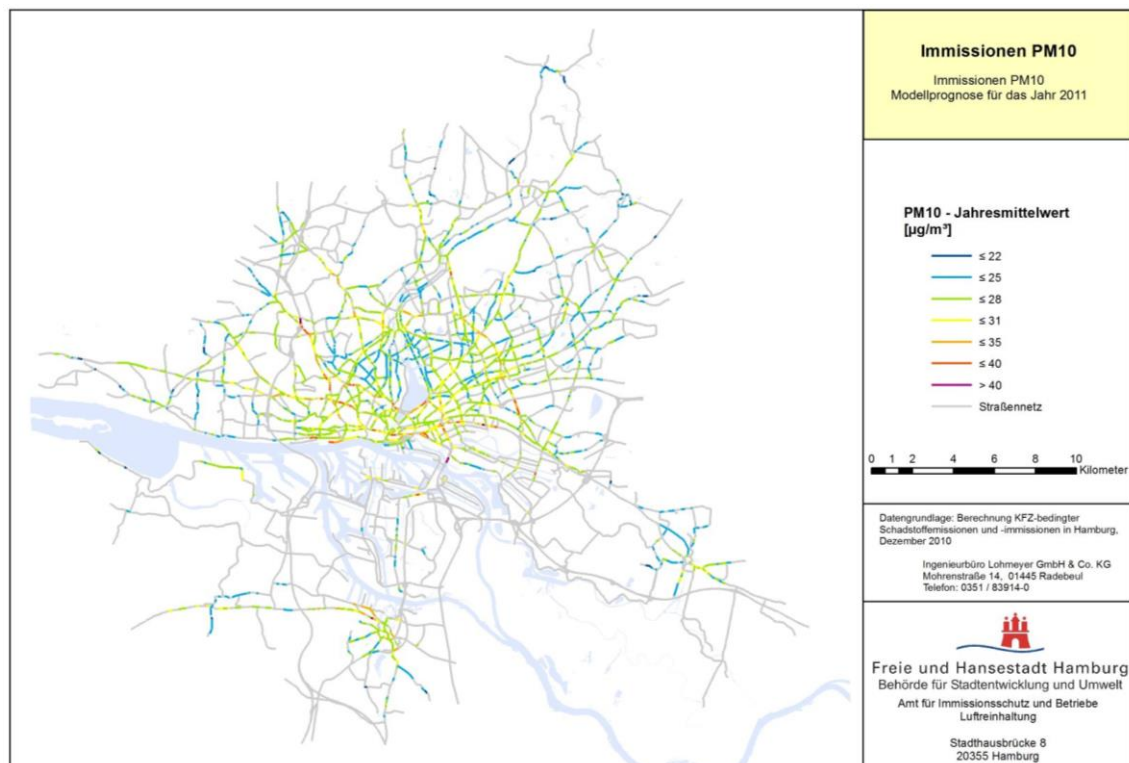 Immissionen PM10
Immissionen PM10
Modellprognose für das Jahr 2011
PM10 - Jahresmittelwert
[µg/m³]
≤ 22
≤ 25
≤ 28
≤ 31
≤ 35
≤ 40
> 40
Straßennetz
0 1 2 4 6 8 10
Kilometer
Datengrundlage: Berechnung KFZ-bedingter
Schadstoffemissionen und -immissionen in Hamburg,
Dezember 2010
Ingenieurbüro Lohmeyer GmbH & Co. KG
Mohrenstraße 14, 01445 Radebeul
Telefon: 0351 / 83914-0
Freie und Hansestadt Hamburg
Behörde für Stadtentwicklung und Umwelt
Amt für Immissionsschutz und Betriebe
Luftreinhaltung
Stadthausbrücke 8
20355 Hamburg